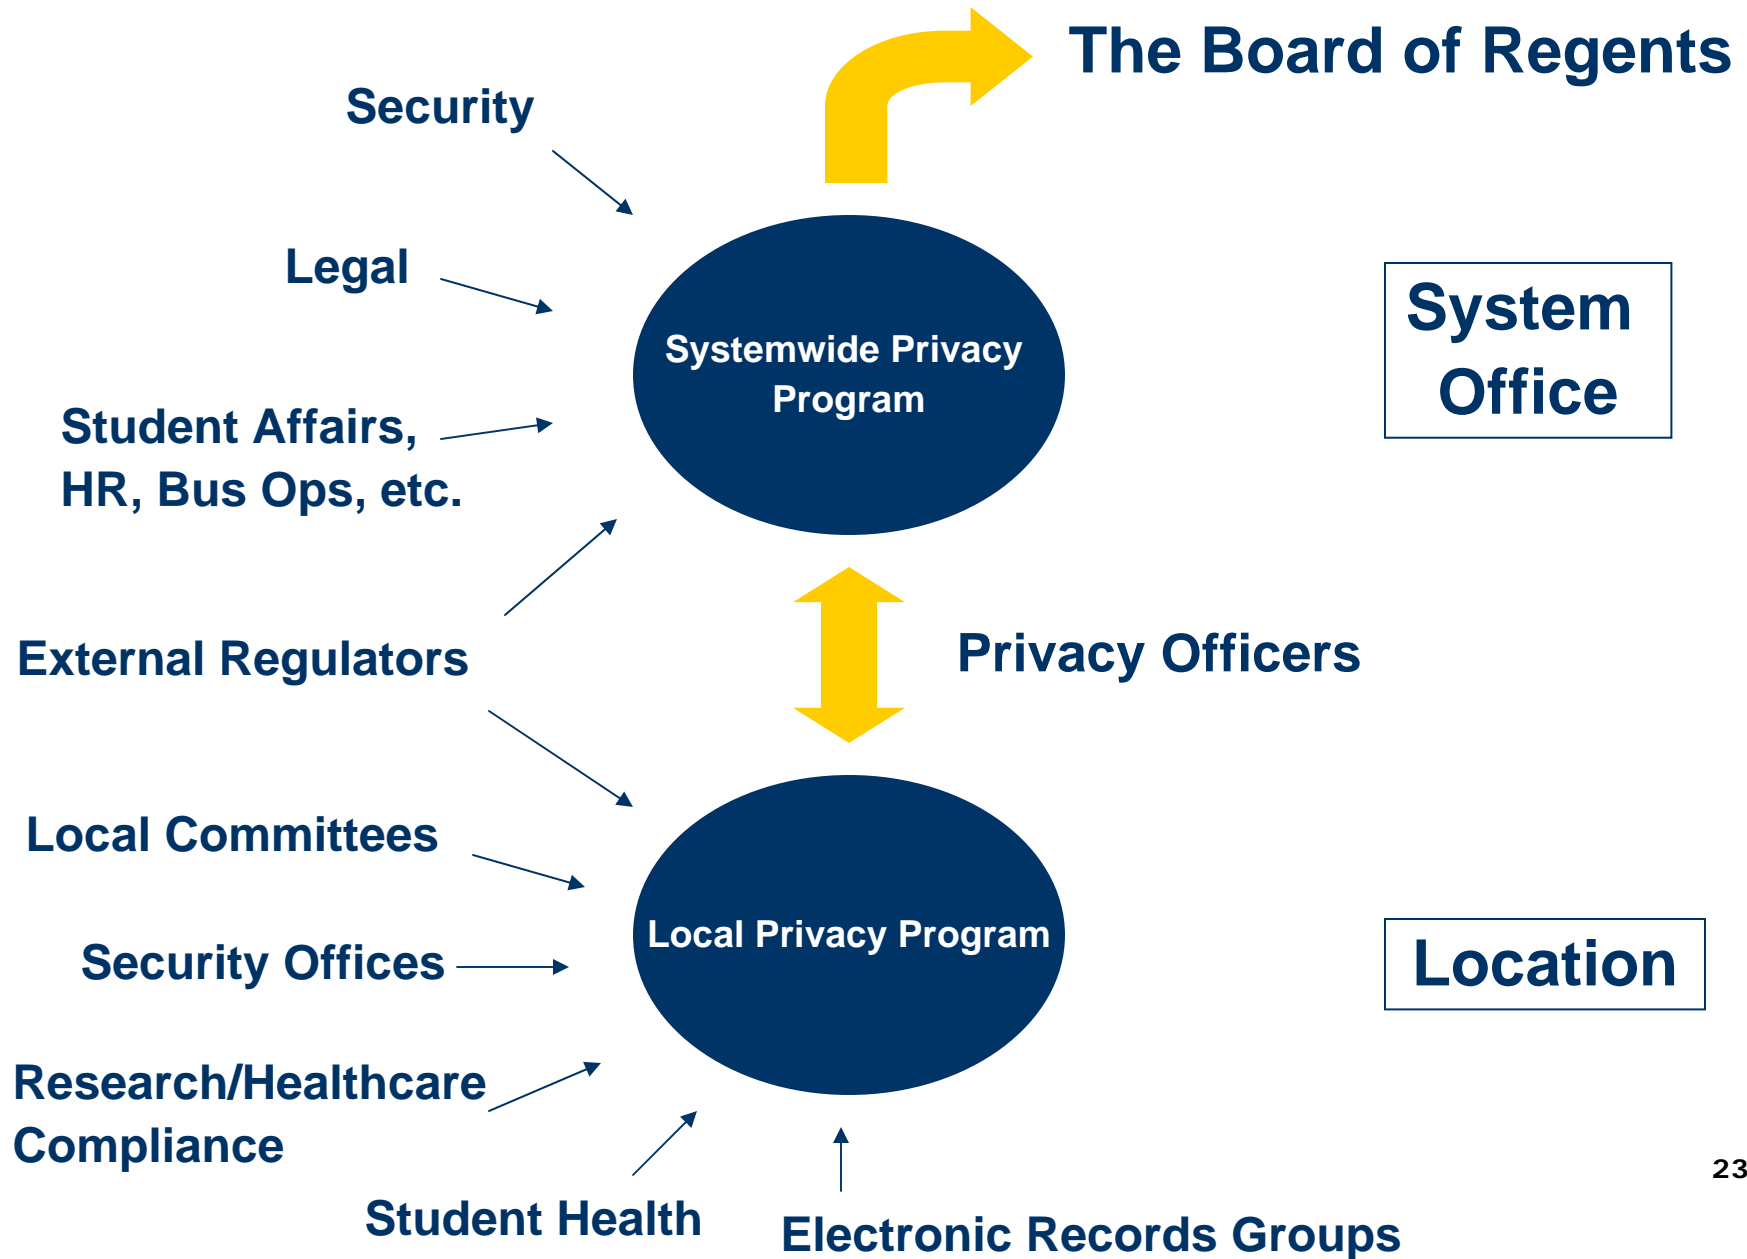 The Board of Regents
Security
Legal
System
Office
Systemwide Privacy
Program
Student Affairs,
HR, Bus Ops, etc.
External Regulators
Privacy Officers
Local Committees
Local Privacy Program
Security Offices
Location
Research/Healthcare
Compliance
23
Student Health
Electronic Records Groups